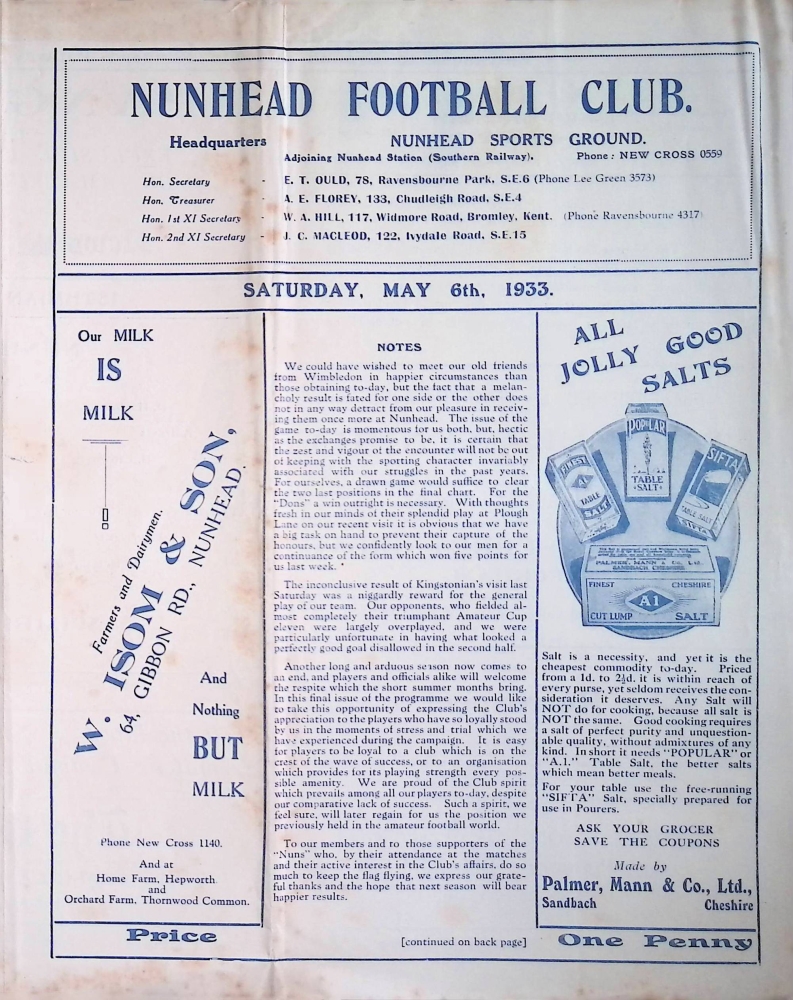 NUNHEAD FOOTBALL CLUB.
Headquarters NUNHEAD SPORTS GROUND.
Adjoining Nunhead Station (Southern Railway). Phone : NEW CROSS 0559
Hon. Secretary - E. T. OULD, 78, Ravensbourne Park, S.E.6 (Phone Lee Green 3573)
Hon. Treasurer - A. E. FLOREY, 133, Chudleigh Road, S.E.4
Hon. 1st XI Secretary - W. A. HILL, 117, Widmore Road, Bromley, Kent. (Phone Ravensbourne 4317)
Hon. 2nd XI Secretary - J. C. MACLEOD, 122, Ivydale Road, S.E.15
SATURDAY, MAY 6th, 1933.
Our MILK
IS
MILK
!
Farmers and Dairymen.
W. ISOM & SON,
64, GIBBON RD., NUNHEAD.
And
Nothing
BUT
MILK
Phone New Cross 1140.
And at
Home Farm, Hepworth
and
Orchard Farm, Thornwood Common.
Price
NOTES
We could have wished to meet our old friends
from Wimbledon in happier circumstances than
those obtaining to-day, but the fact that a melan-
choly result is fated for one side or the other does
not in any way detract from our pleasure in receiv-
ing them once more at Nunhead. The issue of the
game to-day is momentous for us both, but, hectic
as the exchanges promise to be, it is certain that
the zest and vigour of the encounter will not be out
of keeping with the sporting character invariably
associated with our struggles in the past years.
For ourselves, a drawn game would suffice to clear
the two last positions in the final chart. For the
"Dons" a win outright is necessary. With thoughts
fresh in our minds of their splendid play at Plough
Lane on our recent visit it is obvious that we have
a big task on hand to prevent their capture of the
honours, but we confidently look to our men for a
continuance of the form which won five points for
us last week.
The inconclusive result of Kingstonian's visit last
Saturday was a niggardly reward for the general
play of our team. Our opponents, who fielded al-
most completely their triumphant Amateur Cup
eleven were largely overplayed, and we were
particularly unfortunate in having what looked a
perfectly good goal disallowed in the second half.
Another long and arduous season now comes to
an end, and players and officials alike will welcome
the respite which the short summer months bring.
In this final issue of the programme we would like
to take this opportunity of expressing the Club's
appreciation to the players who have so loyally stood
by us in the moments of stress and trial which we
have experienced during the campaign. It is easy
for players to be loyal to a club which is on the
crest of the wave of success, or to an organisation
which provides for its playing strength every pos-
sible amenity. We are proud of the Club spirit
which prevails among all our players to-day, despite
our comparative lack of success. Such a spirit, we
feel sure, will later regain for us the position we
previously held in the amateur football world.
To our members and to those supporters of the
"Nuns" who, by their attendance at the matches
and their active interest in the Club's affairs, do so
much to keep the flag flying, we express our grate-
ful thanks and the hope that next season will bear
happier results.
[continued on back page]
ALL
JOLLY GOOD
SALTS
POPULAR
TABLE
SALT
FINEST
A1
TABLE
SALT
SIFTA
TABLE SALT
SIFTA
PALMER, MANN & Co., Ltd.,
SANDBACH CHESHIRE
FINEST CHESHIRE
A1
CUT LUMP SALT
Salt is a necessity, and yet it is the
cheapest commodity to-day. Priced
from a 1d. to 2½d. it is within reach of
every purse, yet seldom receives the con-
sideration it deserves. Any Salt will
NOT do for cooking, because all salt is
NOT the same. Good cooking requires
a salt of perfect purity and unquestion-
able quality, without admixtures of any
kind. In short it needs "POPULAR" or
"A.1." Table Salt, the better salts
which mean better meals.
For your table use the free-running
"SIFTA" Salt, specially prepared for
use in Pourers.
ASK YOUR GROCER
SAVE THE COUPONS
Made by
Palmer, Mann & Co., Ltd.,
Sandbach Cheshire
One Penny